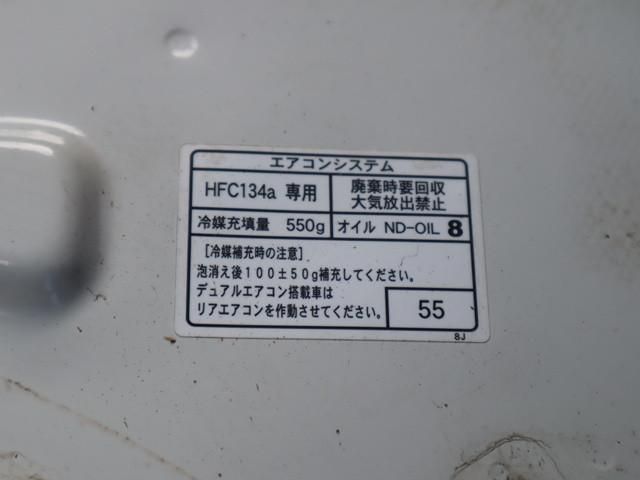 エアコンシステム
HFC134a 専用
廃棄時要回収
大気放出禁止
冷媒充填量 550g
オイル ND-OIL 8
[冷媒補充時の注意]
泡消え後100±50g補充してください。
デュアルエアコン搭載車は
リアエアコンを作動させてください。
55
8J